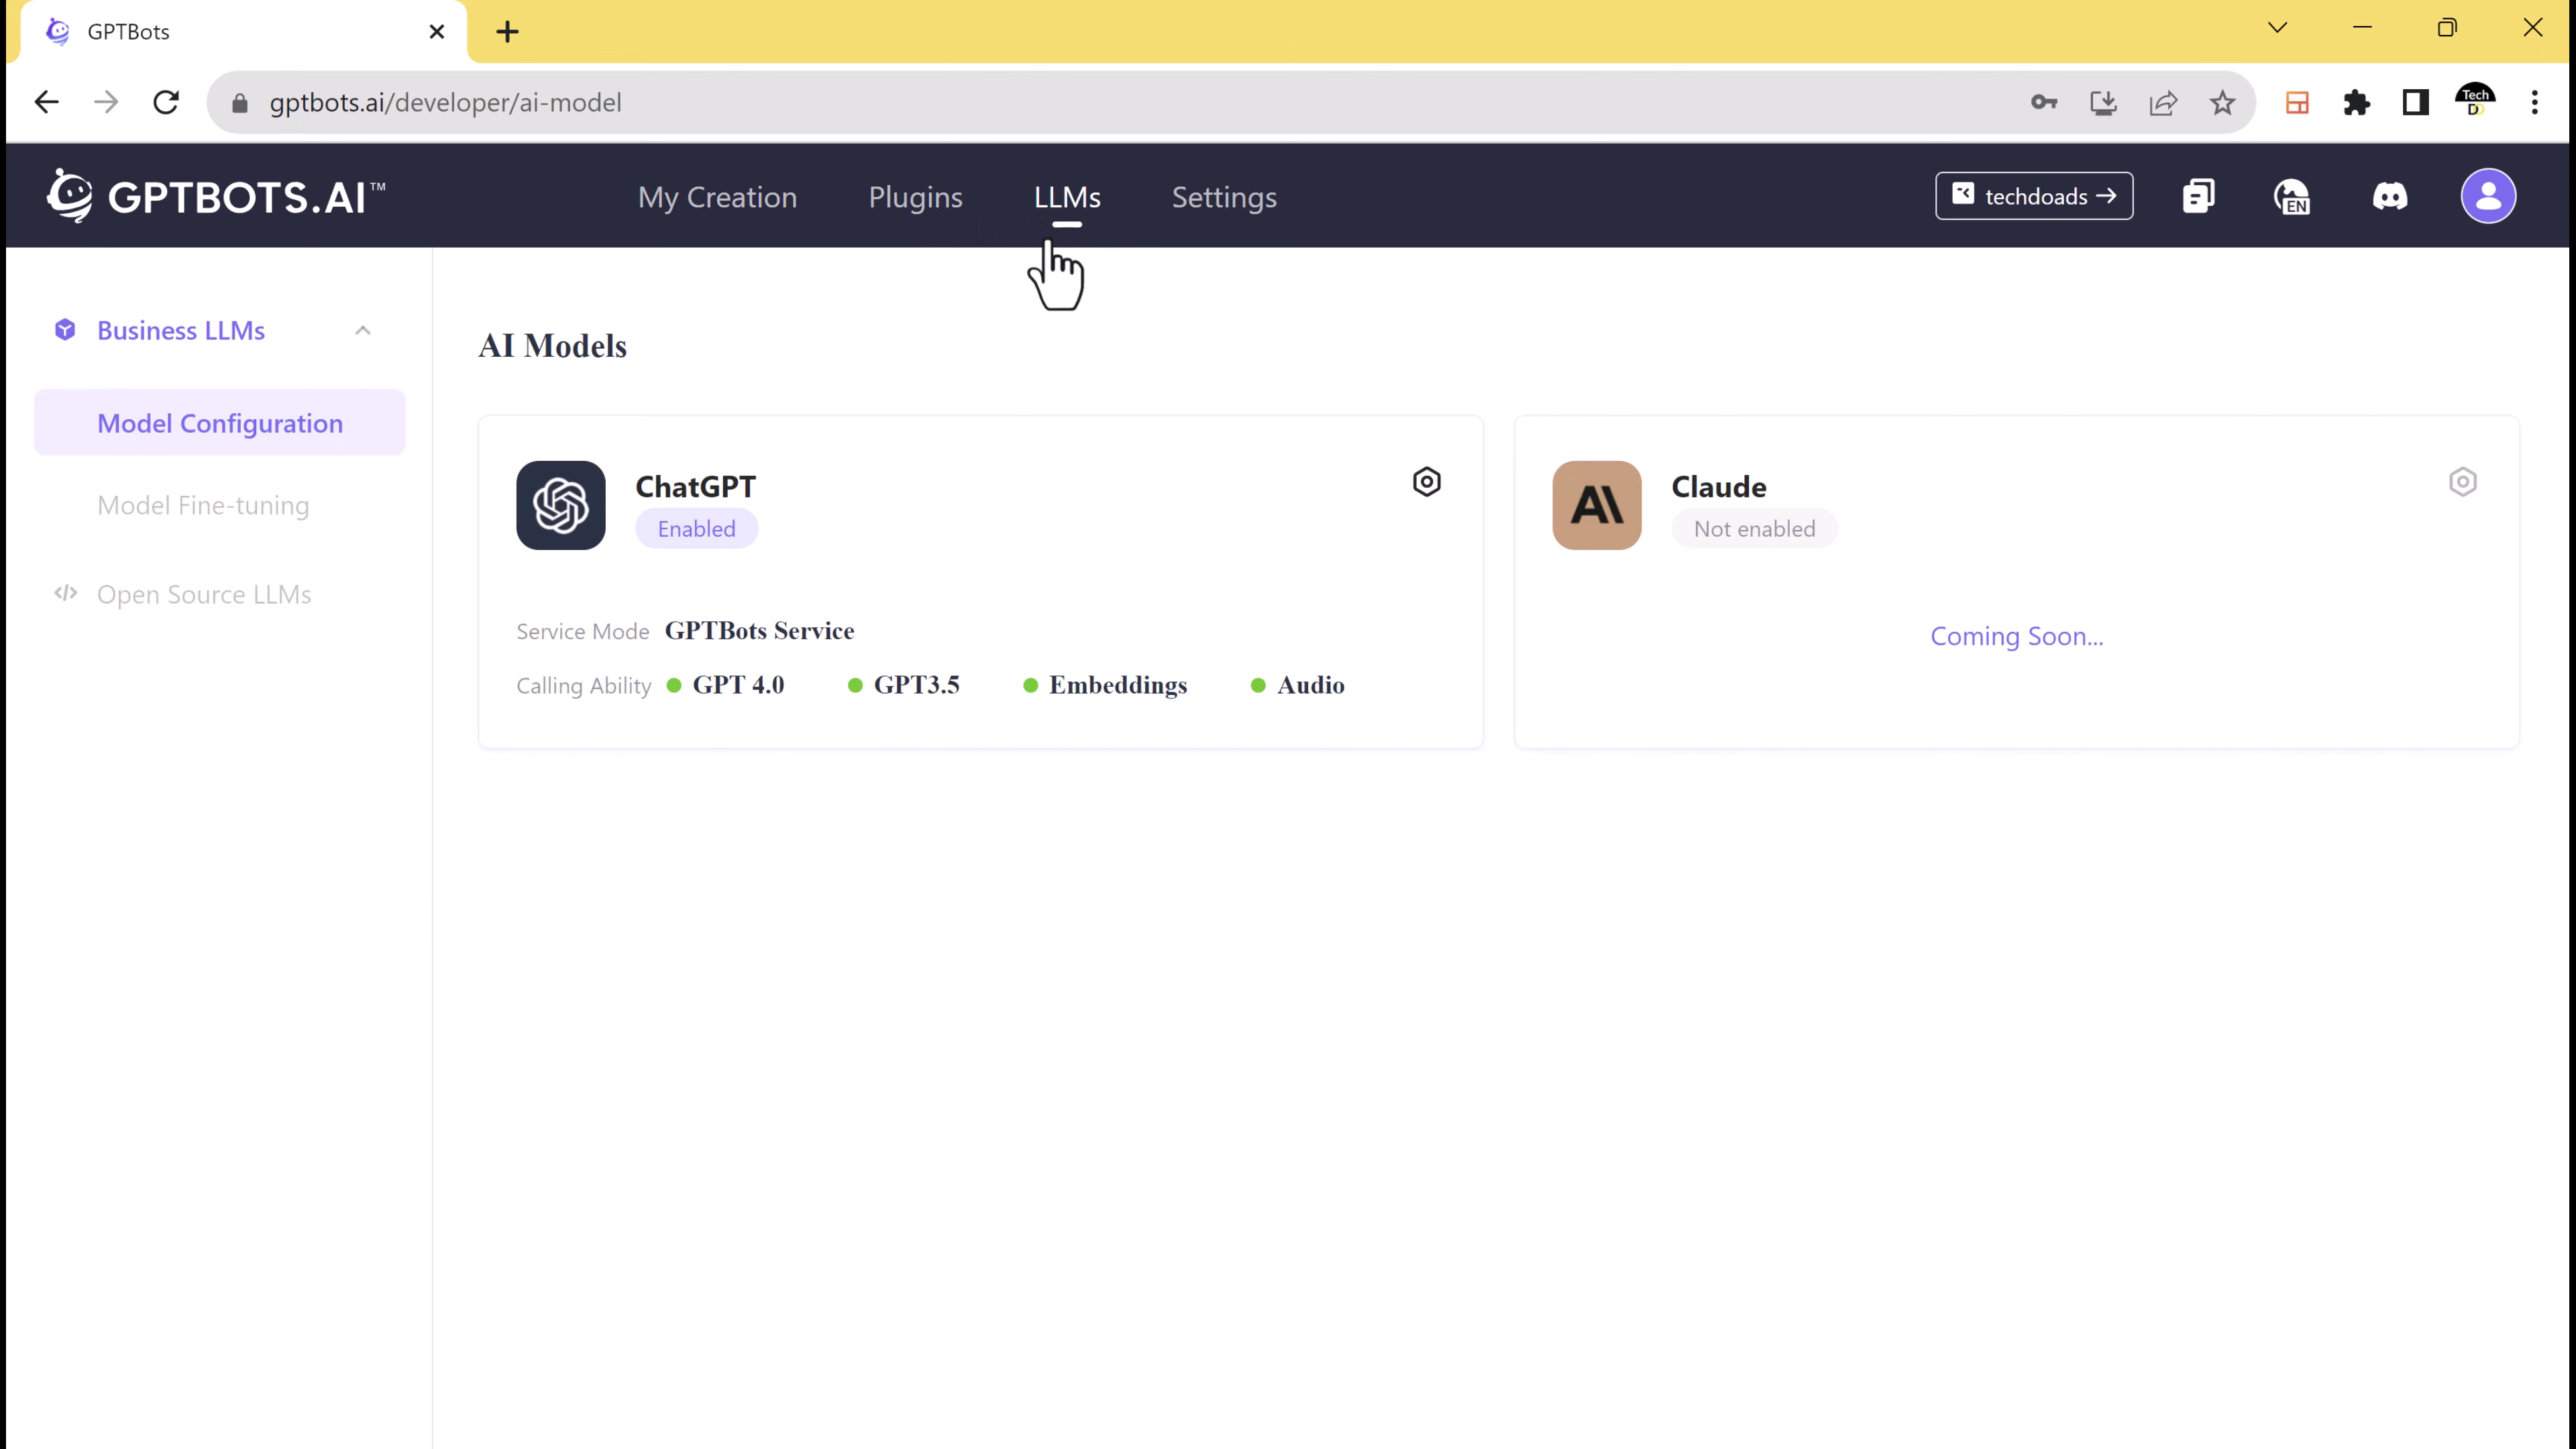 GPTBots
gptbots.ai/developer/ai-model
Tech
D
GPTBOTS.AI™
My Creation
Plugins
LLMs
Settings
techdoads →
EN
Business LLMs
Model Configuration
Model Fine-tuning
</> Open Source LLMs
AI Models
ChatGPT
Enabled
Service Mode GPTBots Service
Calling Ability GPT 4.0 GPT3.5 Embeddings Audio
A\
Claude
Not enabled
Coming Soon...